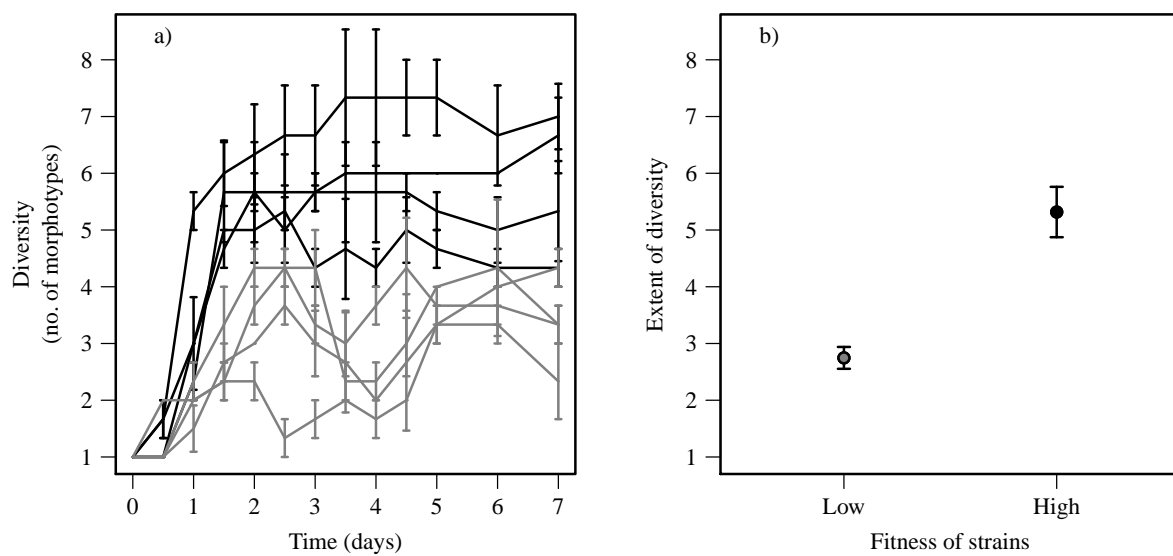 a)
8
7
6
5
4
3
2
1
Diversity
(no. of morphotypes)
0 1 2 3 4 5 6 7
Time (days)
b)
8
7
6
5
4
3
2
1
Extent of diversity
Low High
Fitness of strains